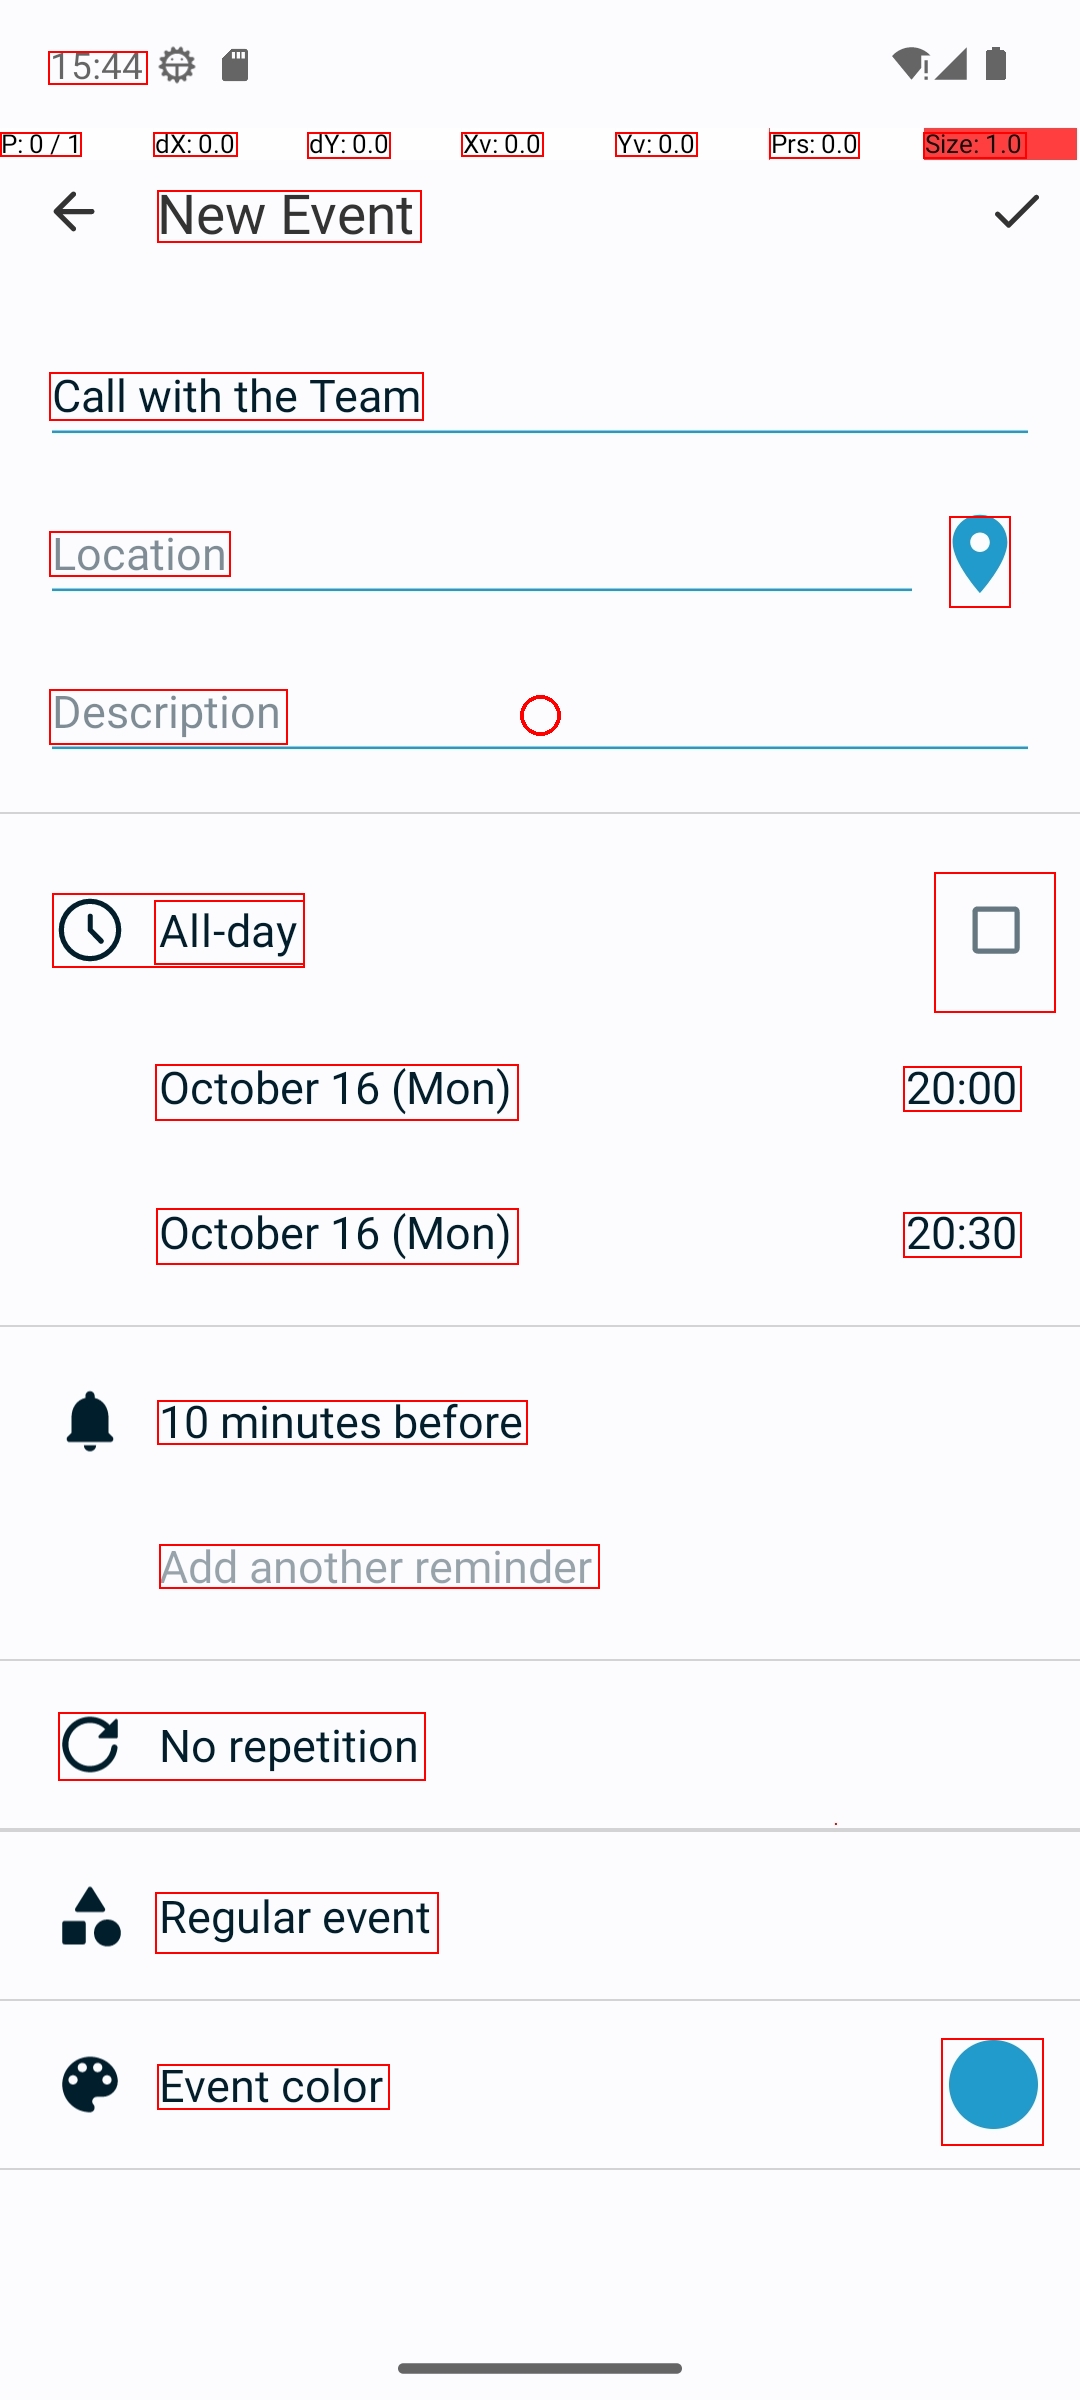 15:44
P: 0 / 1 dX: 0.0 dY: 0.0 Xv: 0.0 Yv: 0.0 Prs: 0.0 Size: 1.0
New Event
Call with the Team
Location
Description
All-day
October 16 (Mon) 20:00
October 16 (Mon) 20:30
10 minutes before
Add another reminder
No repetition
Regular event
Event color